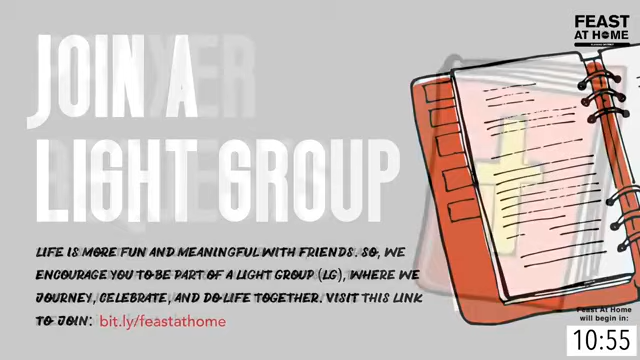 FEAST
AT HOME
JOIN A
LIGHT GROUP
LIFE IS MORE FUN AND MEANINGFUL WITH FRIENDS. SO, WE
ENCOURAGE YOU TO BE PART OF A LIGHT GROUP (LG), WHERE WE
JOURNEY, CELEBRATE, AND DO LIFE TOGETHER. VISIT THIS LINK
TO JOIN: bit.ly/feastathome
Feast At Home
will begin in:
10:55